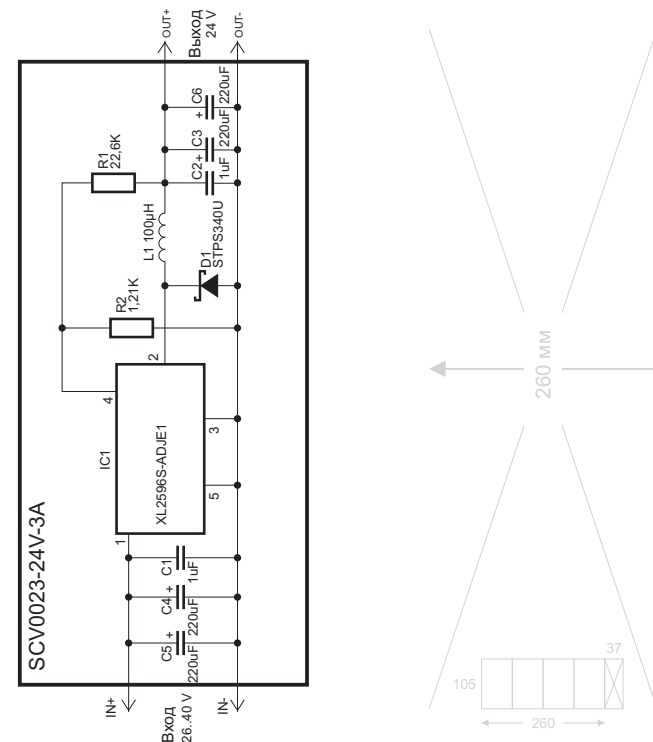 SCV0023-24V-3A
IN+
Вход
26..40 V
IN-
C5 +
220uF
C4 +
220uF
C1
1uF
1
IC1
XL2596S-ADJE1
5
3
4
2
R2
1,21K
R1
22,6K
L1 100µH
D1
STPS340U
C2
1uF
C3
+
220uF
C6
+
220uF
OUT+
Выход
24 V
OUT-
260 мм
37
105
260